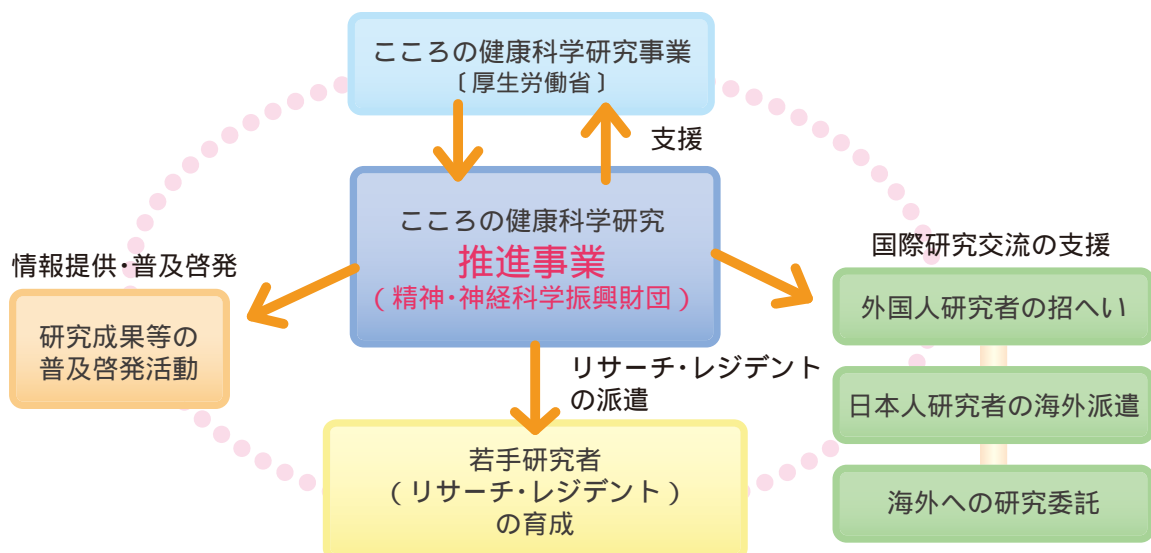 こころの健康科学研究事業
〔厚生労働省〕
支援
こころの健康科学研究
推進事業
(精神・神経科学振興財団)
情報提供・普及啓発
研究成果等の
普及啓発活動
国際研究交流の支援
外国人研究者の招へい
日本人研究者の海外派遣
海外への研究委託
リサーチ・レジデント
の派遣
若手研究者
(リサーチ・レジデント)
の育成